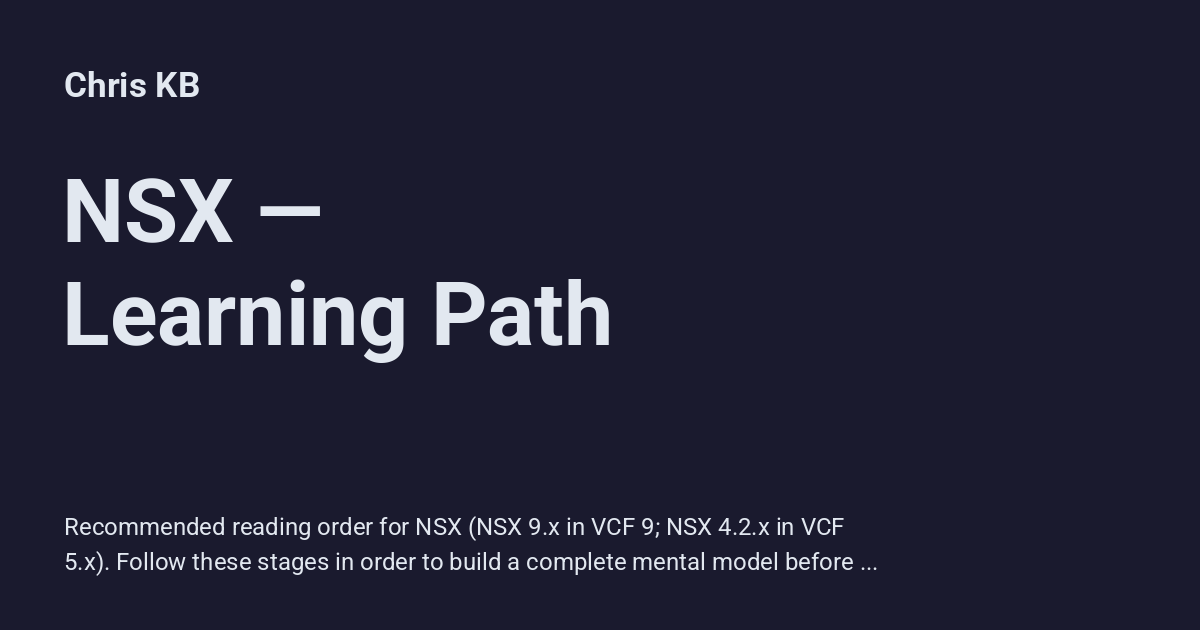 Chris KB
NSX —
Learning Path
Recommended reading order for NSX (NSX 9.x in VCF 9; NSX 4.2.x in VCF
5.x). Follow these stages in order to build a complete mental model before ...